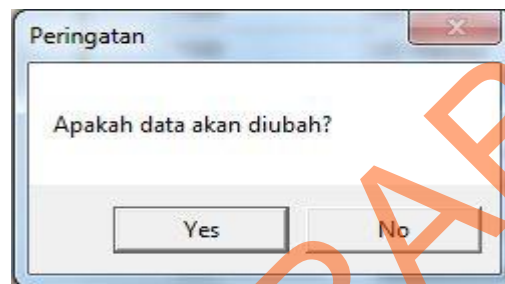 Peringatan
Apakah data akan diubah?
Yes
No